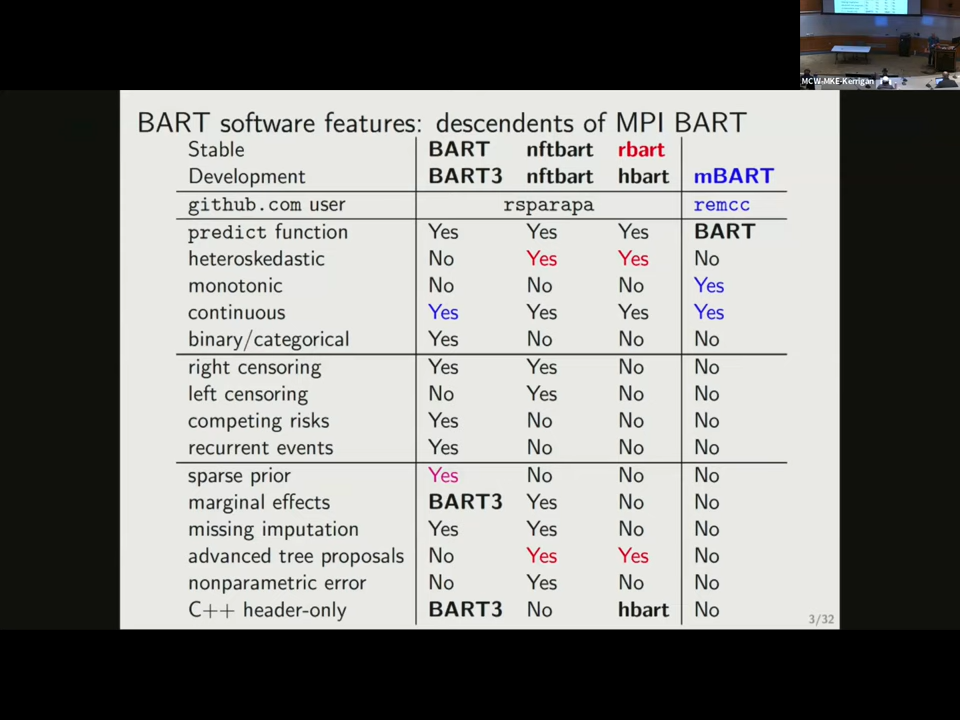 MCW-MKE-Kerrigan
BART software features: descendents of MPI BART
Stable BART nftbart rbart
Development BART3 nftbart hbart mBART
github.com user rsparapa remcc
predict function Yes Yes Yes BART
heteroskedastic No Yes Yes No
monotonic No No No Yes
continuous Yes Yes Yes Yes
binary/categorical Yes No No No
right censoring Yes Yes No No
left censoring No Yes No No
competing risks Yes No No No
recurrent events Yes No No No
sparse prior Yes No No No
marginal effects BART3 Yes No No
missing imputation Yes Yes No No
advanced tree proposals No Yes Yes No
nonparametric error No Yes No No
C++ header-only BART3 No hbart No
3/32